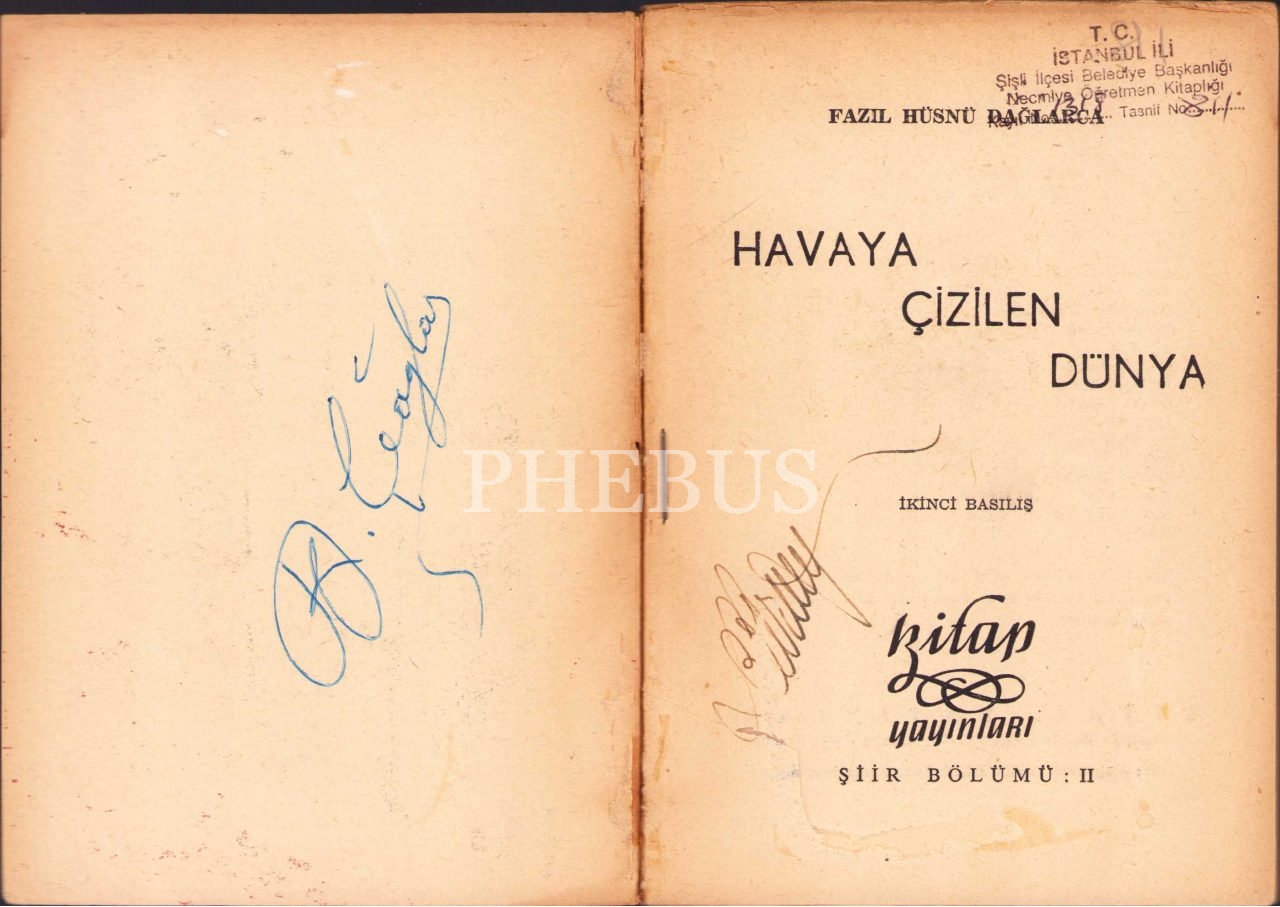 T. C.
İSTANBUL İLİ
Şişli İlçesi Belediye Başkanlığı
Necmiye Öğretmen Kitaplığı
Tasnif No
FAZIL HÜSNÜ DAĞLARCA
HAVAYA
ÇİZİLEN
DÜNYA
PHEBUS
İKİNCİ BASILIŞ
kitap
yayınları
ŞİİR BÖLÜMÜ : II